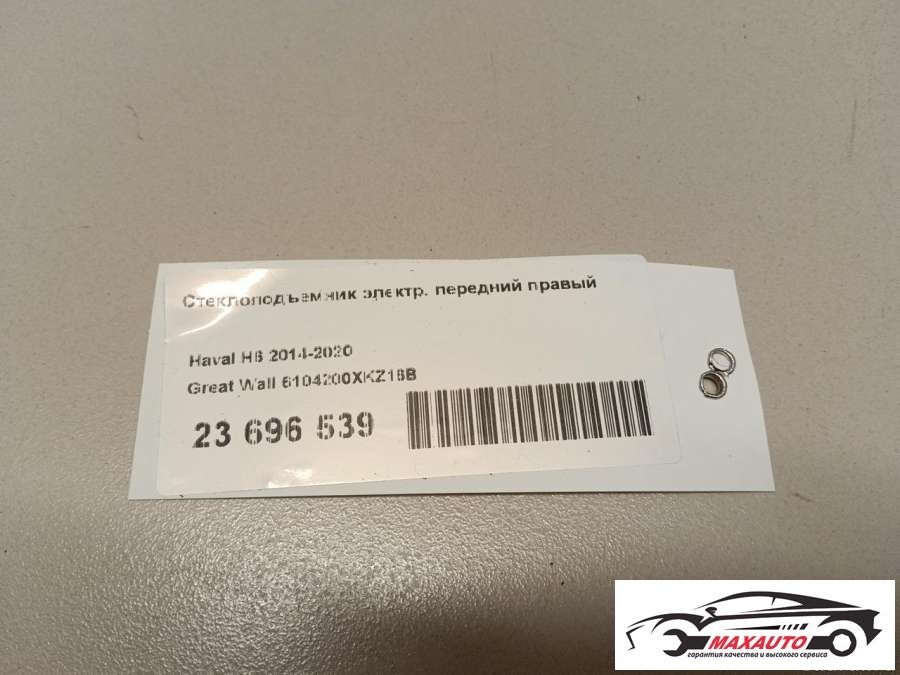 Стеклоподъемник электр. передний правый
Haval H6 2014-2020
Great Wall 6104200XKZ16B
23 696 539
MAXAUTO
гарантия качества и высокого сервиса